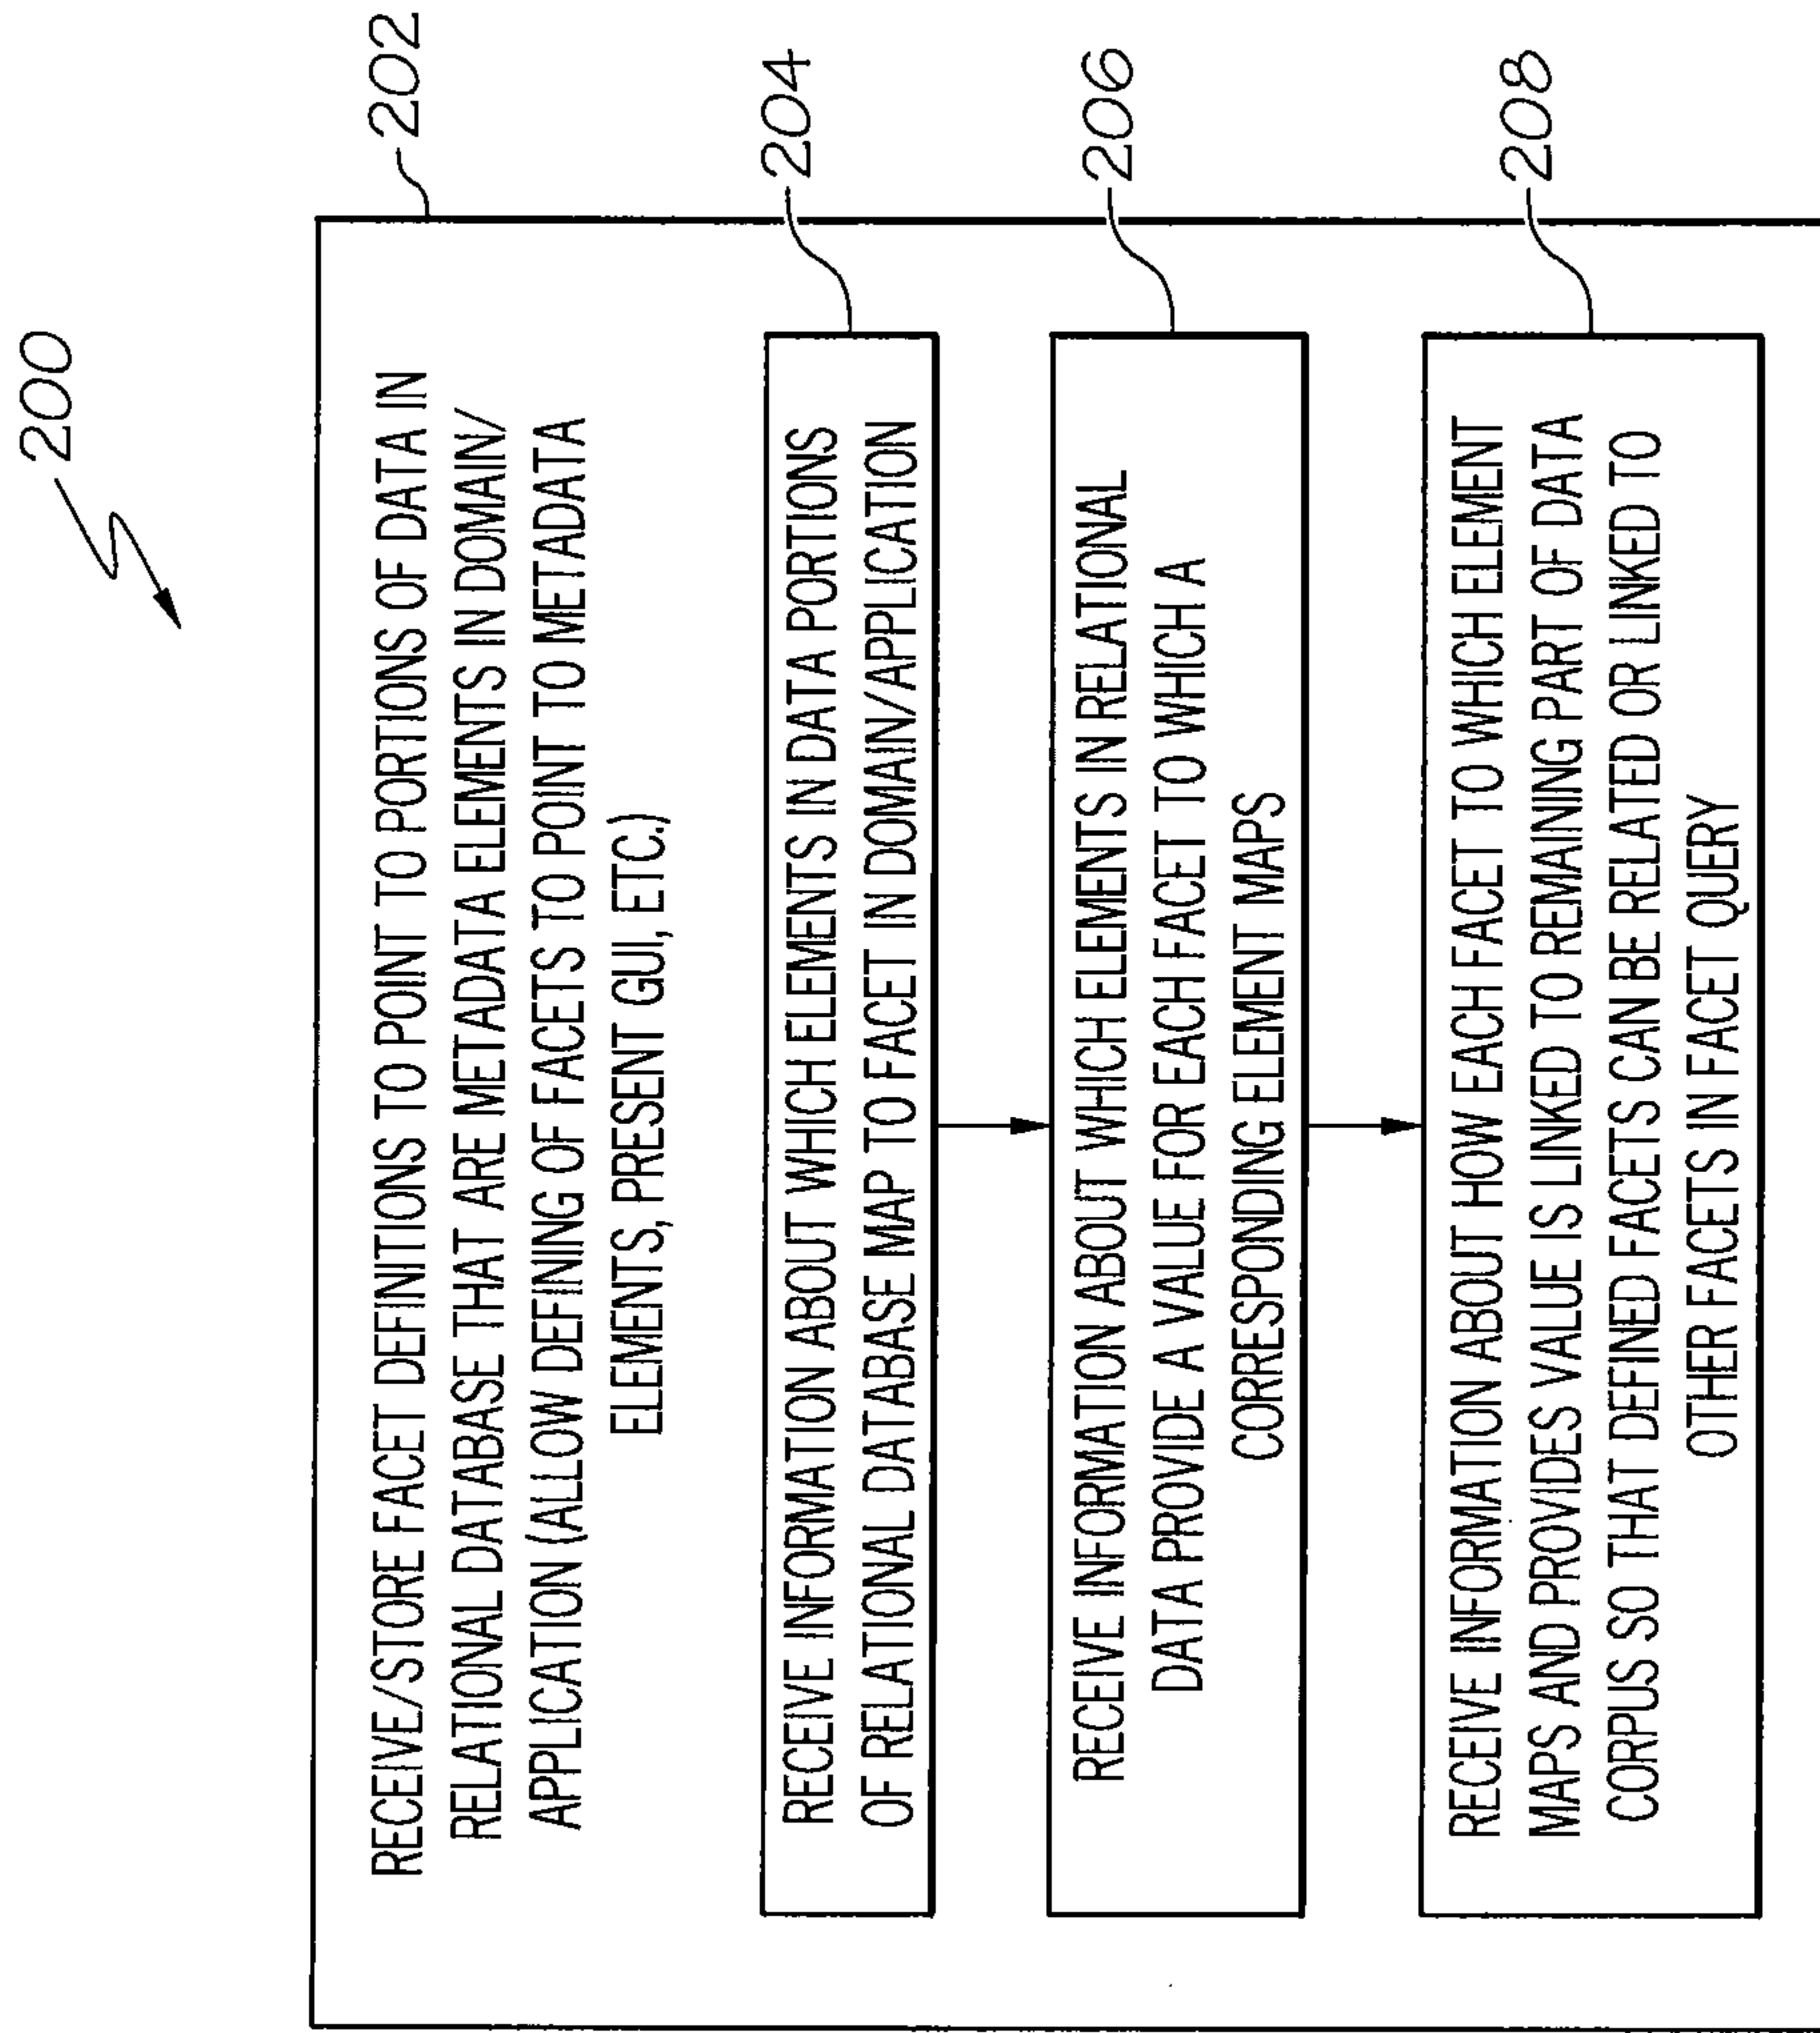 200
202
RECEIVE/STORE FACET DEFINITIONS TO POINT TO PORTIONS OF DATA IN
RELATIONAL DATABASE THAT ARE METADATA ELEMENTS IN DOMAIN/
APPLICATION (ALLOW DEFINING OF FACETS TO POINT TO METADATA
ELEMENTS, PRESENT GUI, ETC.)
204
RECEIVE INFORMATION ABOUT WHICH ELEMENTS IN DATA PORTIONS
OF RELATIONAL DATABASE MAP TO FACET IN DOMAIN/APPLICATION
206
RECEIVE INFORMATION ABOUT WHICH ELEMENTS IN RELATIONAL
DATA PROVIDE A VALUE FOR EACH FACET TO WHICH A
CORRESPONDING ELEMENT MAPS
208
RECEIVE INFORMATION ABOUT HOW EACH FACET TO WHICH ELEMENT
MAPS AND PROVIDES VALUE IS LINKED TO REMAINING PART OF DATA
CORPUS SO THAT DEFINED FACETS CAN BE RELATED OR LINKED TO
OTHER FACETS IN FACET QUERY